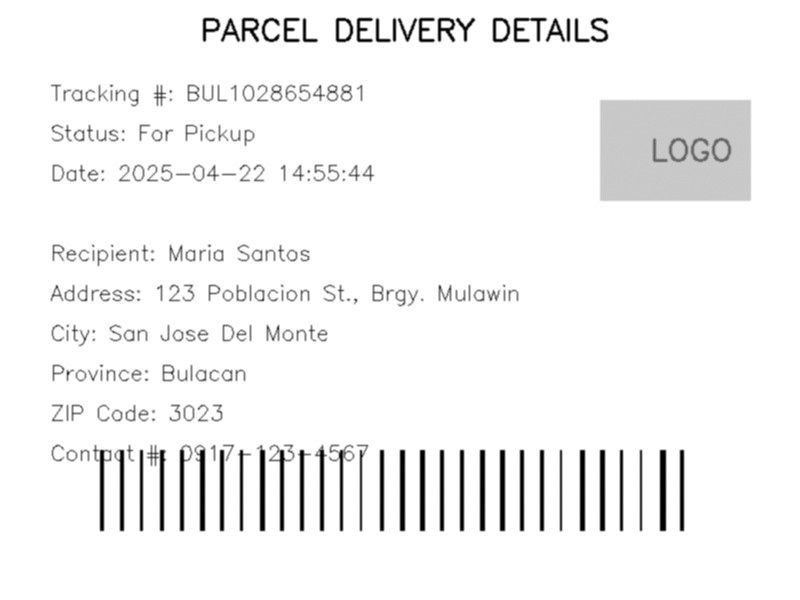 PARCEL DELIVERY DETAILS
Tracking #: BUL1028654881
Status: For Pickup
Date: 2025-04-22 14:55:44
LOGO
Recipient: Maria Santos
Address: 123 Poblacion St., Brgy. Mulawin
City: San Jose Del Monte
Province: Bulacan
ZIP Code: 3023
Contact #: 0917-123-4567